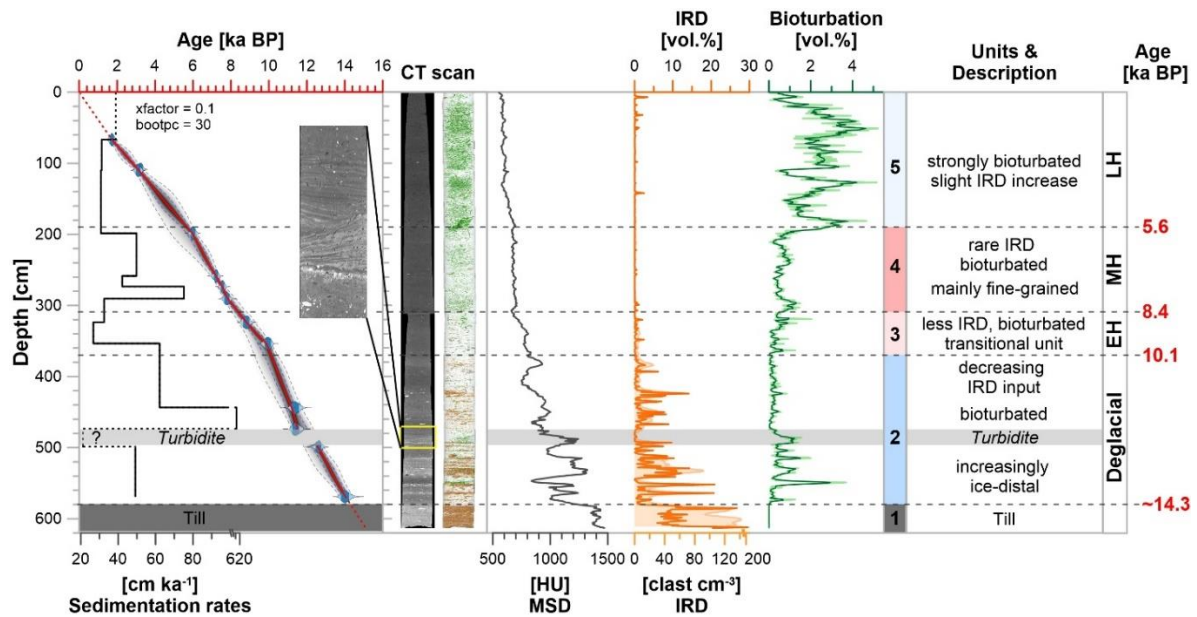 Age [ka BP]
0 2 4 6 8 10 12 14 16
CT scan
IRD
[vol.%]
0 10 20 30
Bioturbation
[vol.%]
0 2 4
Units &
Description
Age
[ka BP]
Depth [cm]
0
100
200
300
400
500
600
xfactor = 0.1
bootpc = 30
?
Turbidite
Till
5
strongly bioturbated
slight IRD increase
LH
5.6
4
rare IRD
bioturbated
mainly fine-grained
MH
8.4
3
less IRD, bioturbated
transitional unit
EH
10.1
2
decreasing
IRD input
bioturbated
Turbidite
increasingly
ice-distal
Deglacial
~14.3
1
Till
20 40 60 80 620
[cm ka-1]
Sedimentation rates
500 1000 1500
[HU]
MSD
0 40 80 120 200
[clast cm-3]
IRD